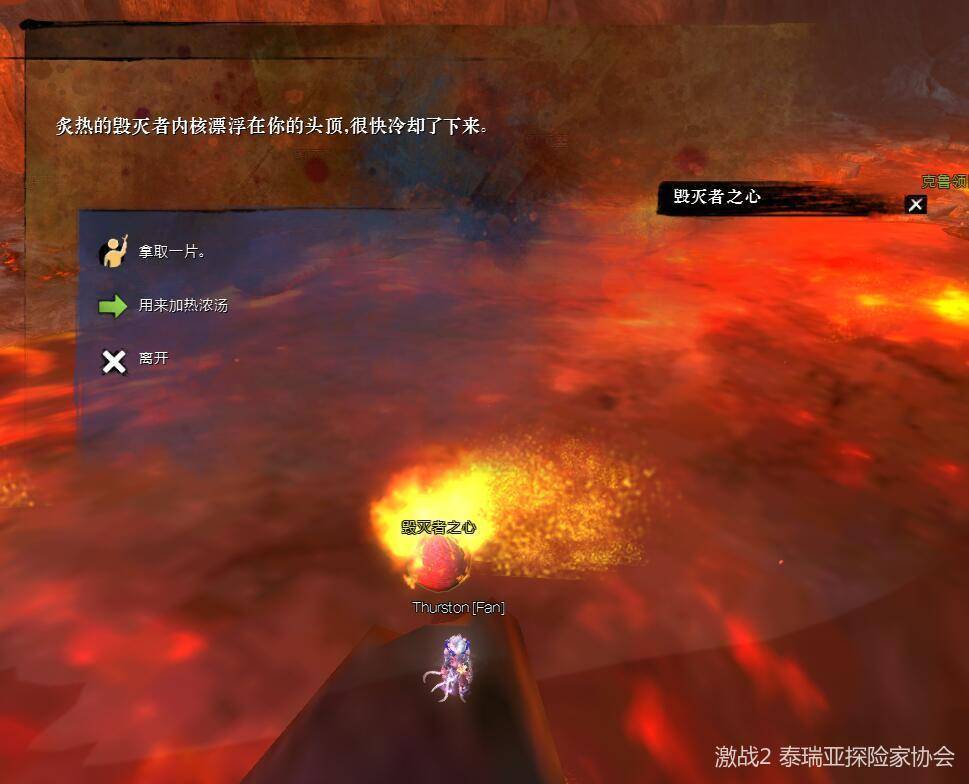 炙热的毁灭者内核漂浮在你的头顶,很快冷却了下来。
毁灭者之心
克鲁领
拿取一片。
用来加热浓汤
离开
毁灭者之心
Thurston [Fan]
激战2 泰瑞亚探险家协会